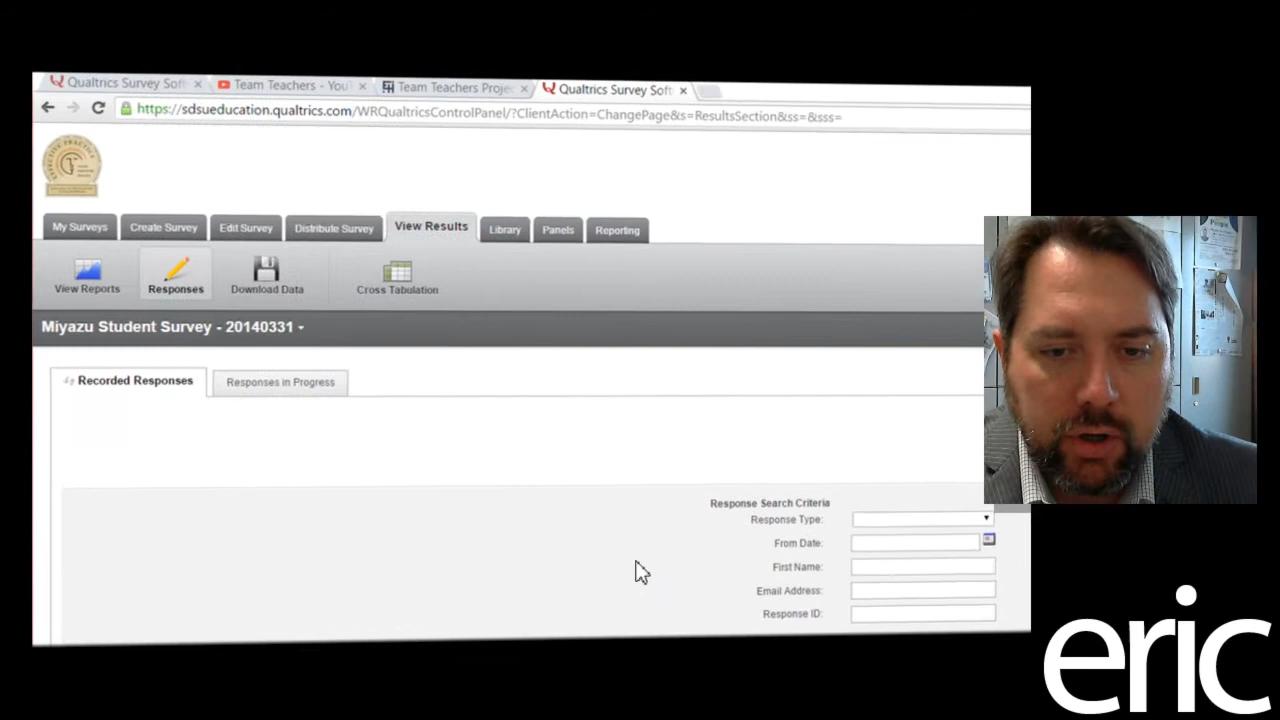 Qualtrics Survey Soft
Team Teachers - You
Team Teachers Projec
Qualtrics Survey Soft
https://sdsueducation.qualtrics.com/WRQualtricsControlPanel/?ClientAction=ChangePage&s=ResultsSection&ss=&sss=
EFFECTIVE PRACTICE
My Surveys
Create Survey
Edit Survey
Distribute Survey
View Results
Library
Panels
Reporting
View Reports
Responses
Download Data
Cross Tabulation
Miyazu Student Survey - 20140331
Recorded Responses
Responses in Progress
Response Search Criteria
Response Type:
From Date:
First Name:
Email Address:
Response ID:
eric